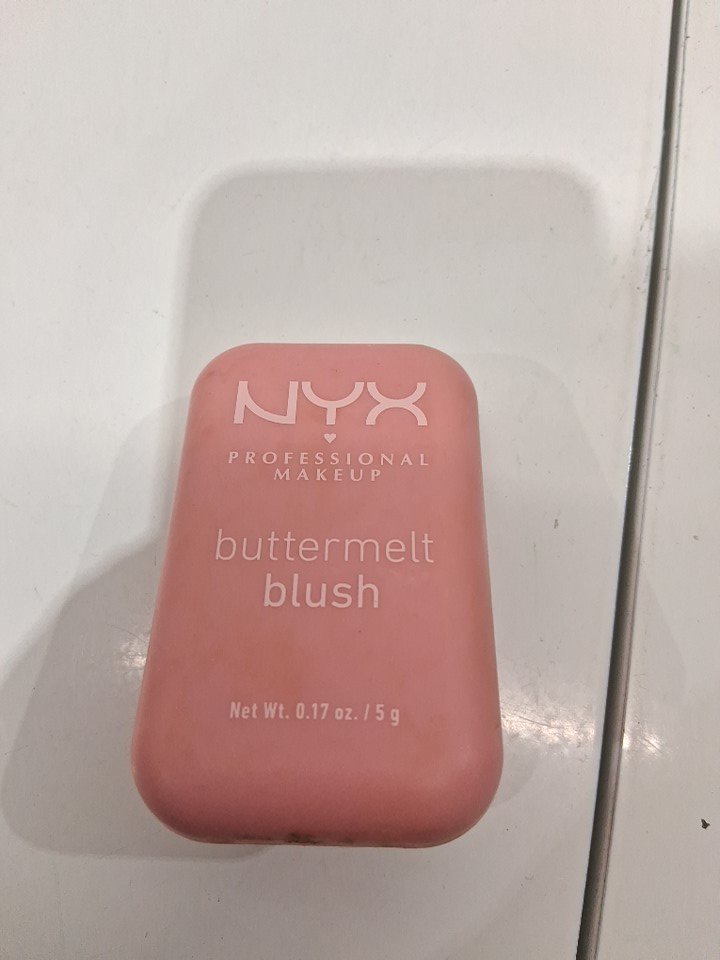 NYX
PROFESSIONAL
MAKEUP
buttermelt
blush
Net Wt. 0.17 oz. / 5 g